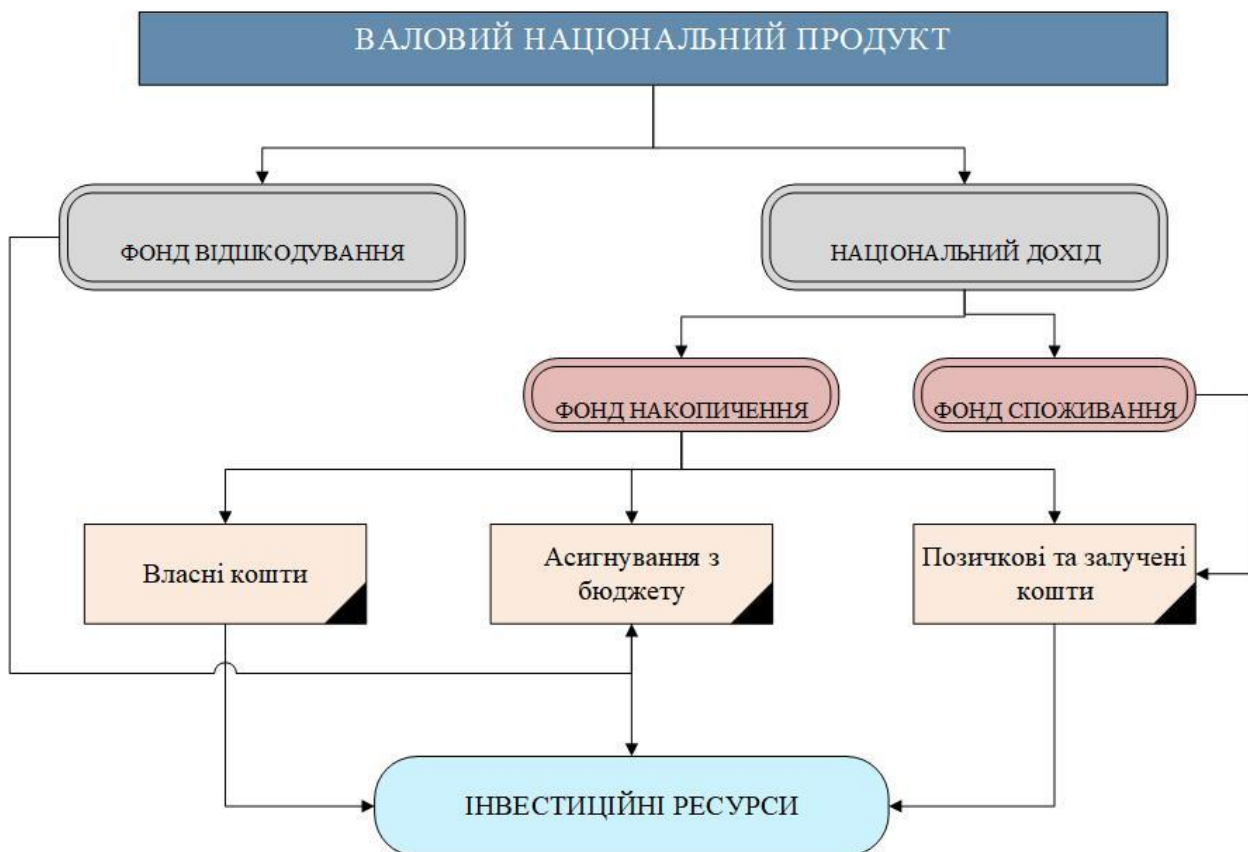 ВАЛОВИЙ НАЦІОНАЛЬНИЙ ПРОДУКТ
ФОНД ВІДШКОДУВАННЯ
НАЦІОНАЛЬНИЙ ДОХІД
ФОНД НАКОПИЧЕННЯ
ФОНД СПОЖИВАННЯ
Власні кошти
Асигнування з
бюджету
Позичкові та залучені
кошти
ІНВЕСТИЦІЙНІ РЕСУРСИ